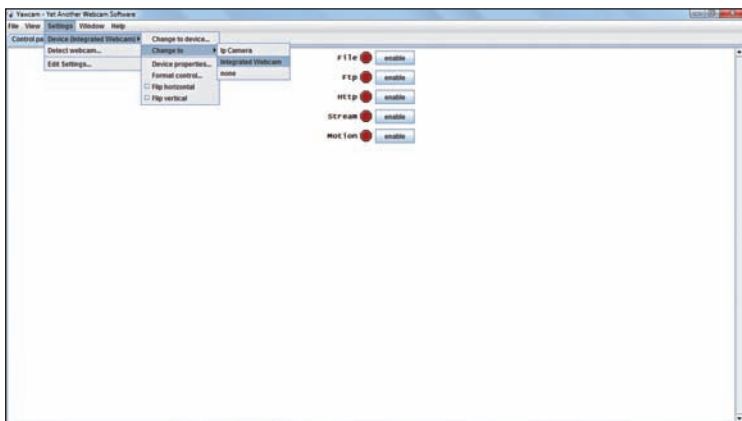 Yawcam - Yet Another Webcam Software
File View Settings Window Help
Control pa
Device (Integrated Webcam)
Detect webcam...
Edit Settings...
Change to device...
Change to
Device properties...
Format control...
Flip horizontal
Flip vertical
Ip Camera
Integrated Webcam
none
File enable
Ftp enable
Http enable
Stream enable
Motion enable